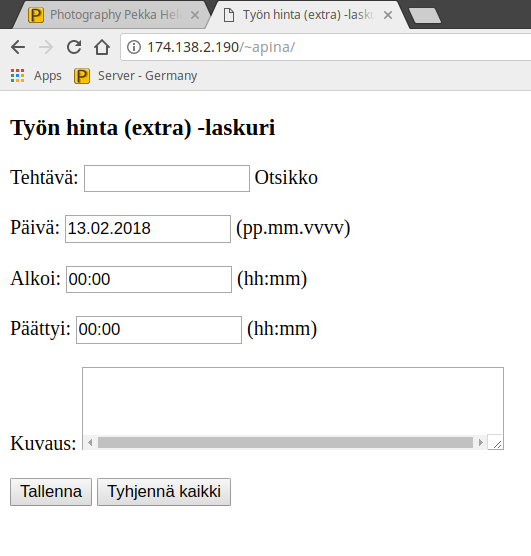 Photography Pekka Hel
Työn hinta (extra) -lasku
174.138.2.190/~apina/
Apps
Server - Germany
Työn hinta (extra) -laskuri
Tehtävä: Otsikko
Päivä: 13.02.2018 (pp.mm.vvvv)
Alkoi: 00:00 (hh:mm)
Päättyi: 00:00 (hh:mm)
Kuvaus:
Tallenna Tyhjennä kaikki